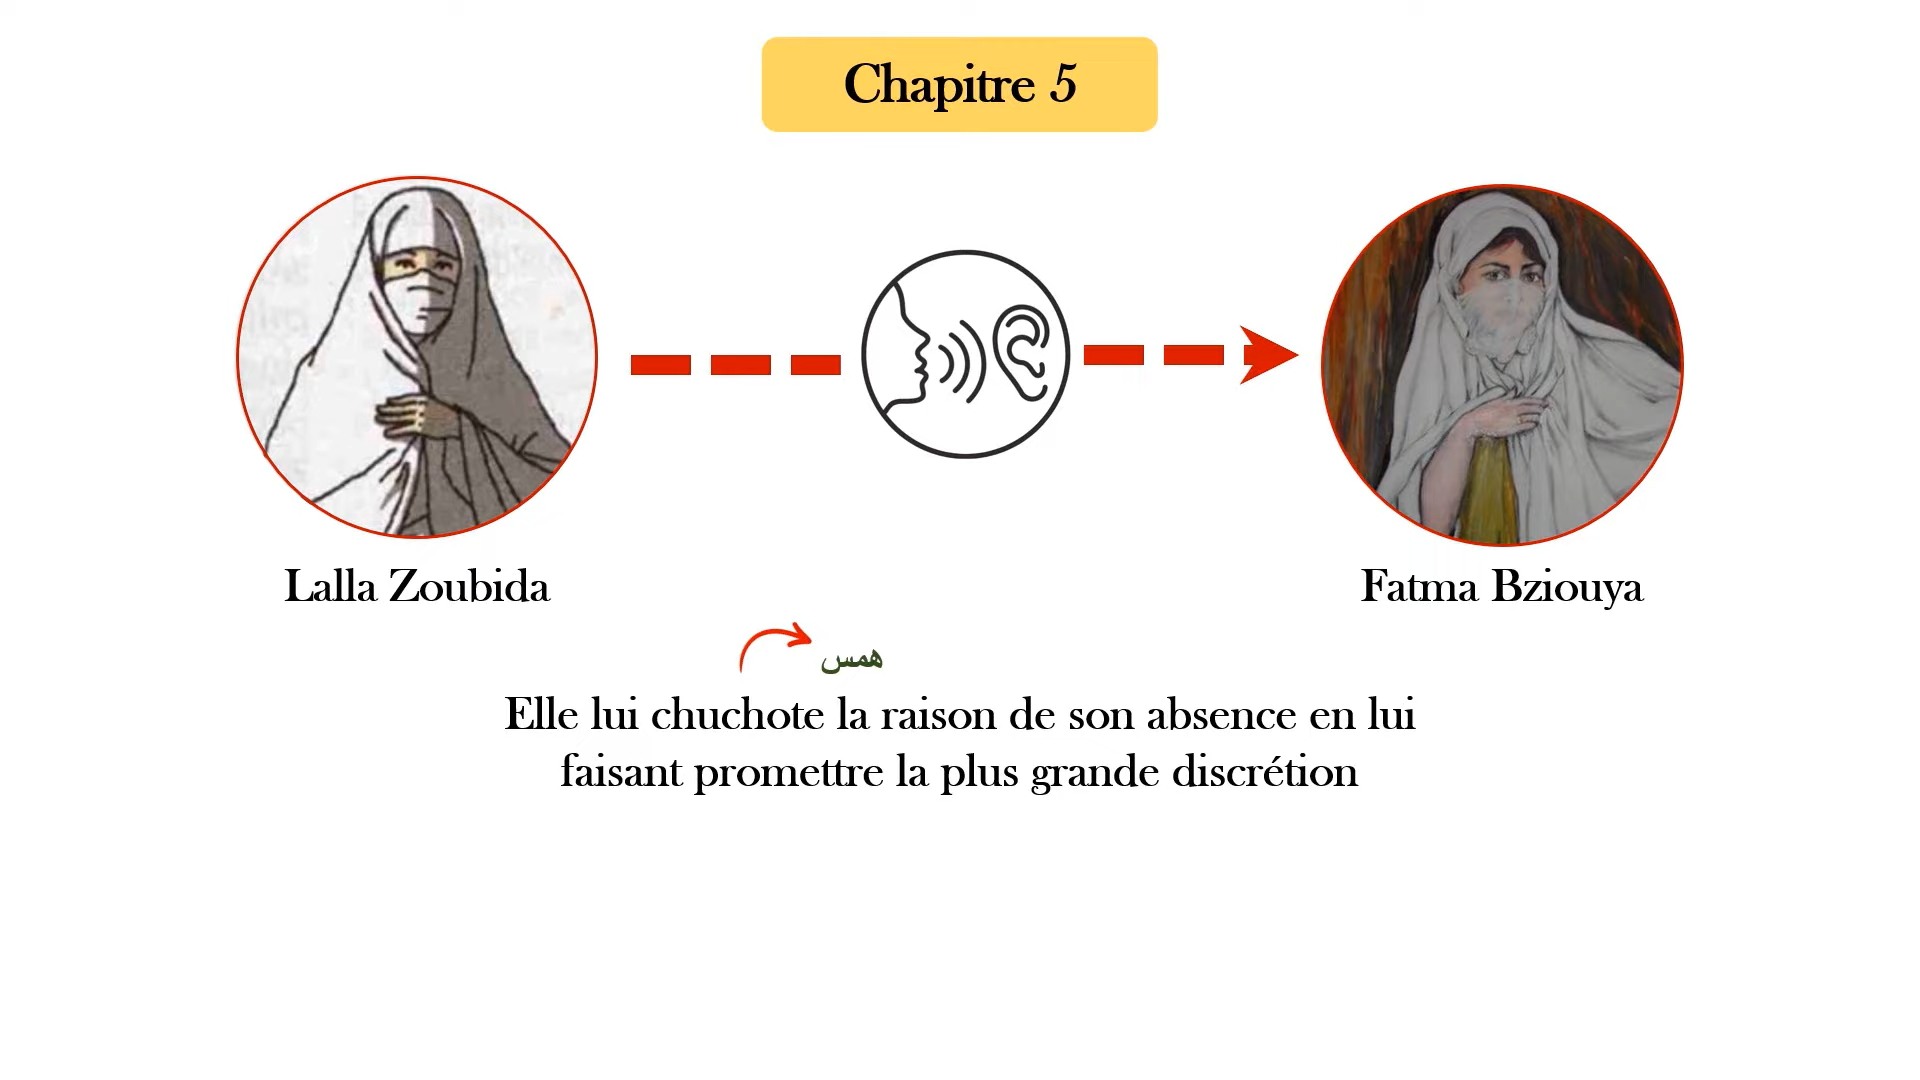 Chapitre 5
Lalla Zoubida
Fatma Bziouya
همس
Elle lui chuchote la raison de son absence en lui
faisant promettre la plus grande discrétion